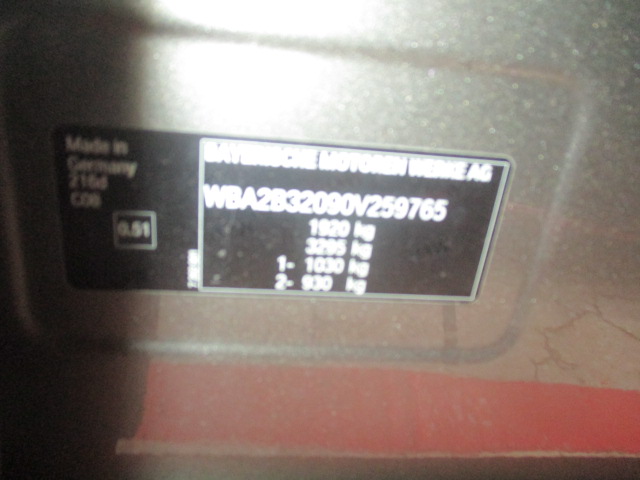 Made in
Germany
216d
0.51
BAYERISCHE MOTOREN WERKE AG
WBA2B32090V259765
1920 kg
3295 kg
1- 1030 kg
2- 930 kg